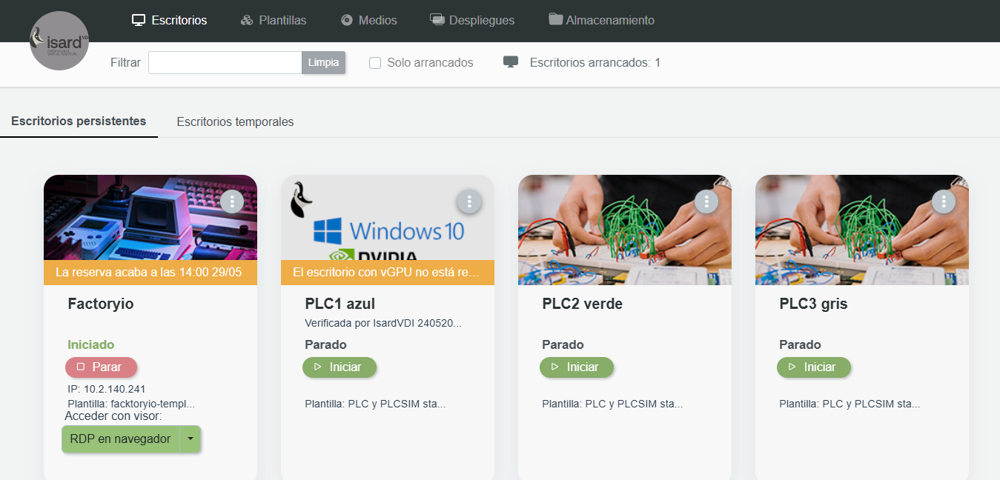 Escritorios
Plantillas
Medios
Despliegues
Almacenamiento
isard VDI
Filtrar
Limpia
Solo arrancados
Escritorios arrancados: 1
Escritorios persistentes
Escritorios temporales
La reserva acaba a las 14:00 29/05
Factoryio
Iniciado
Parar
IP: 10.2.140.241
Plantilla: facktoryio-templ...
Acceder con visor:
RDP en navegador
Windows 10
El escritorio con vGPU no está re...
PLC1 azul
Verificada por IsardVDI 240520...
Parado
Iniciar
Plantilla: PLC y PLCSIM sta...
PLC2 verde
Parado
Iniciar
Plantilla: PLC y PLCSIM sta...
PLC3 gris
Parado
Iniciar
Plantilla: PLC y PLCSIM sta...